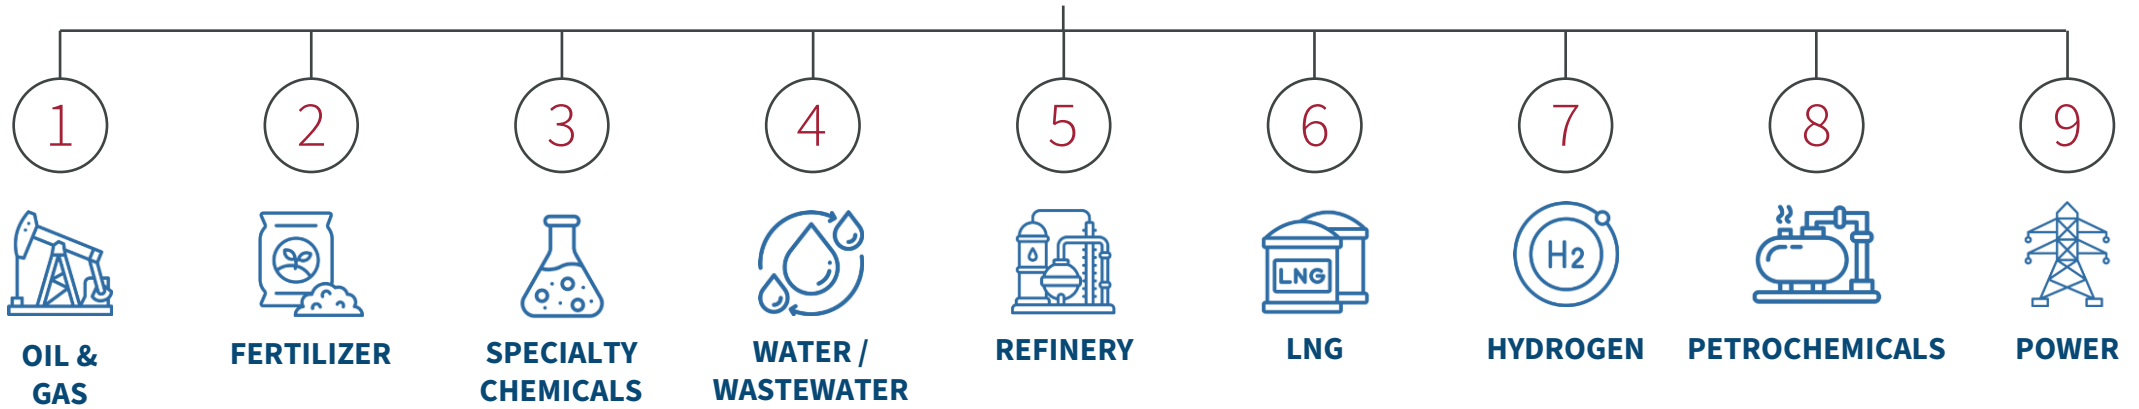 1
2
3
4
5
6
7
8
9
LNG
H2
OIL &
GAS
FERTILIZER
SPECIALTY
CHEMICALS
WATER /
WASTEWATER
REFINERY
LNG
HYDROGEN
PETROCHEMICALS
POWER